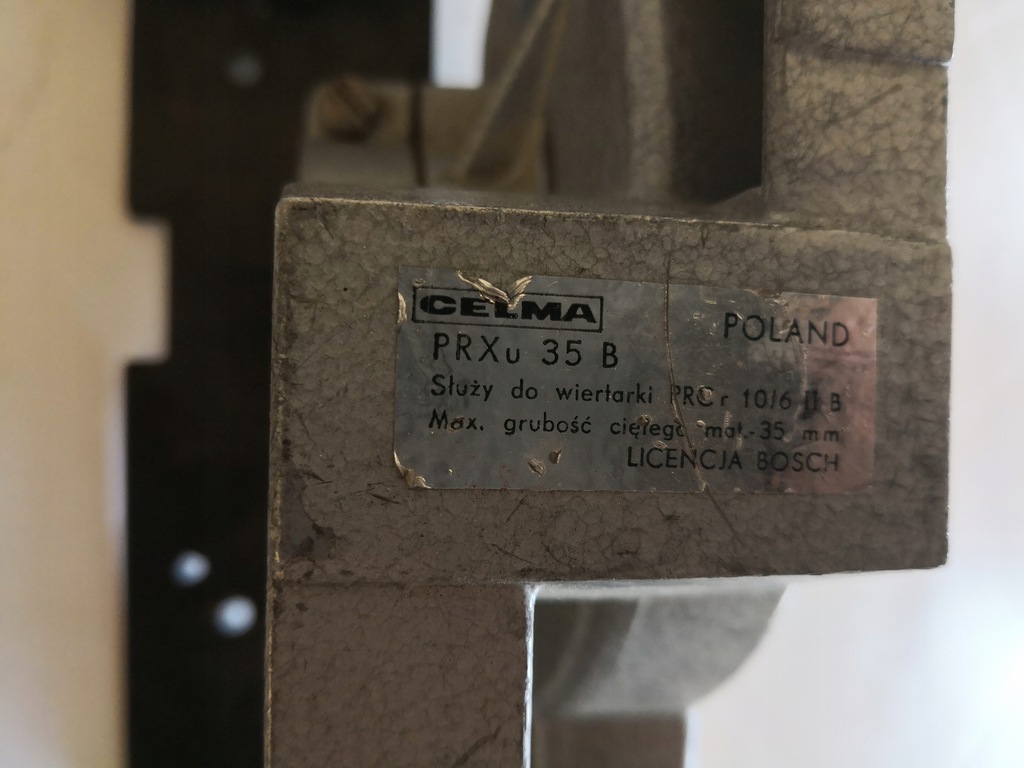 CELMA
POLAND
PRXu 35 B
Służy do wiertarki PRCr 10/6 II B
Max. grubość ciętego mat.-35 mm
LICENCJA BOSCH